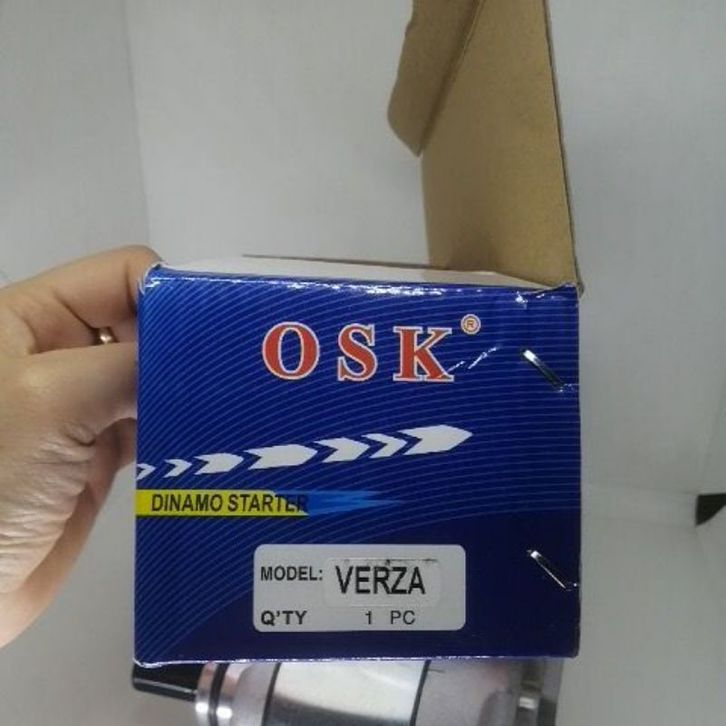 OSK®
DINAMO STARTER
MODEL: VERZA
Q'TY 1 PC